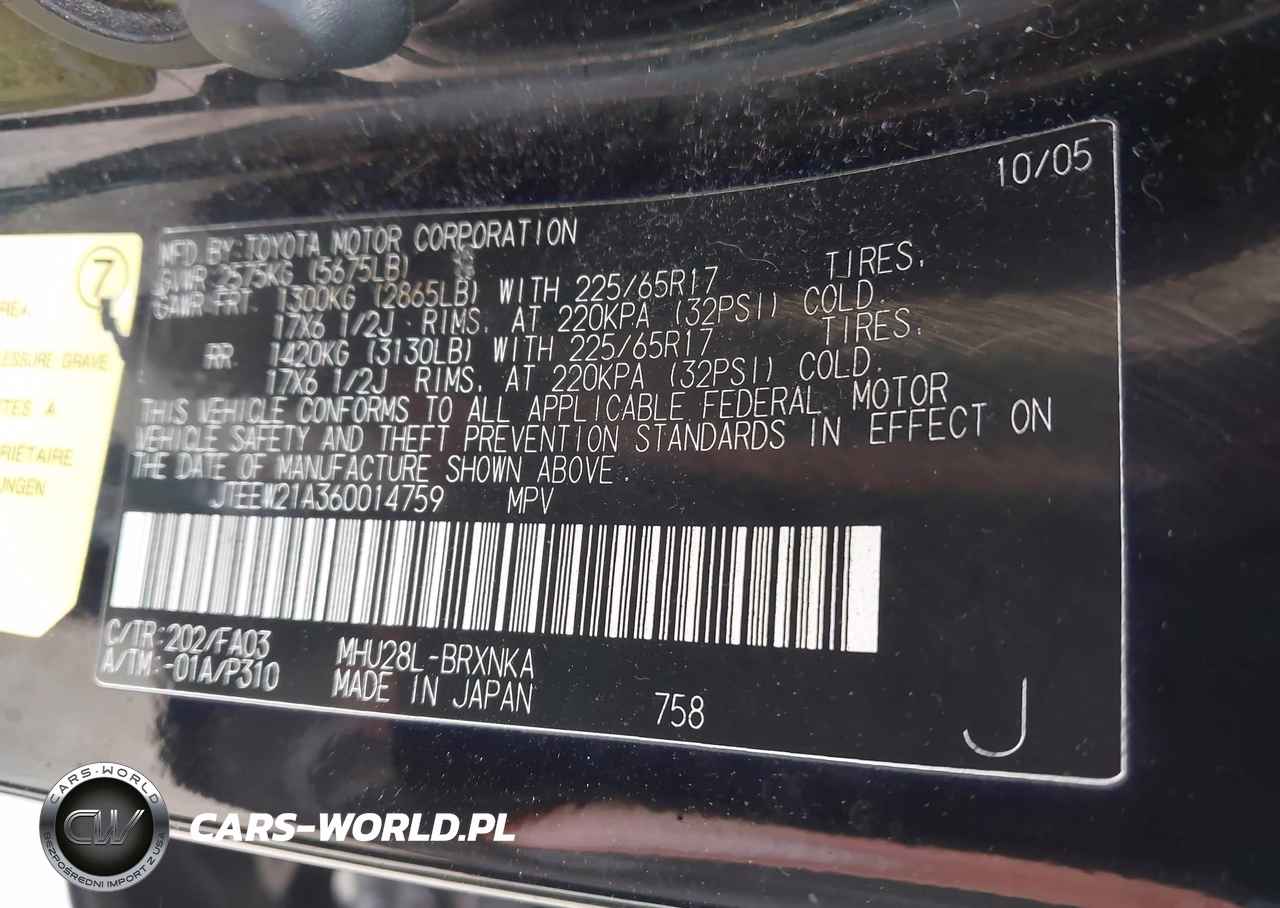 10/05
MFD BY: TOYOTA MOTOR CORPORATION
GVWR 2575KG (5675LB)
GAWR FRT. 1300KG (2865LB) WITH 225/65R17 TIRES,
17X6 1/2J RIMS, AT 220KPA (32PSI) COLD.
RR. 1420KG (3130LB) WITH 225/65R17 TIRES,
17X6 1/2J RIMS, AT 220KPA (32PSI) COLD.
THIS VEHICLE CONFORMS TO ALL APPLICABLE FEDERAL MOTOR
VEHICLE SAFETY AND THEFT PREVENTION STANDARDS IN EFFECT ON
THE DATE OF MANUFACTURE SHOWN ABOVE.
JTEEW21A360014759 MPV
C/TR:202/FA03 MHU28L-BRXNKA
A/TM:-01A/P310 MADE IN JAPAN
758
J
7
GRAVE
À
CARS-WORLD
CW
BEZPOŚREDNI IMPORT Z USA
CARS-WORLD.PL